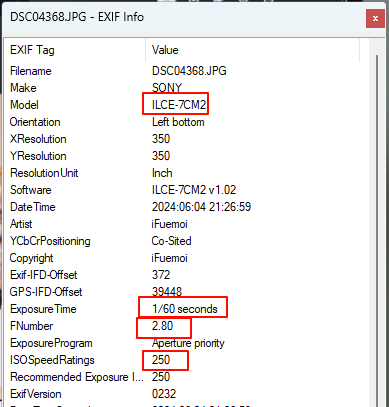 DSC04368.JPG - EXIF Info
x
EXIF Tag Value
Filename DSC04368.JPG
Make SONY
Model ILCE-7CM2
Orientation Left bottom
XResolution 350
YResolution 350
ResolutionUnit Inch
Software ILCE-7CM2 v1.02
DateTime 2024:06:04 21:26:59
Artist iFuemoi
YCbCrPositioning Co-Sited
Copyright iFuemoi
Exif-IFD-Offset 372
GPS-IFD-Offset 39448
ExposureTime 1/60 seconds
FNumber 2.80
ExposureProgram Aperture priority
ISOSpeedRatings 250
Recommended Exposure I... 250
ExifVersion 0232